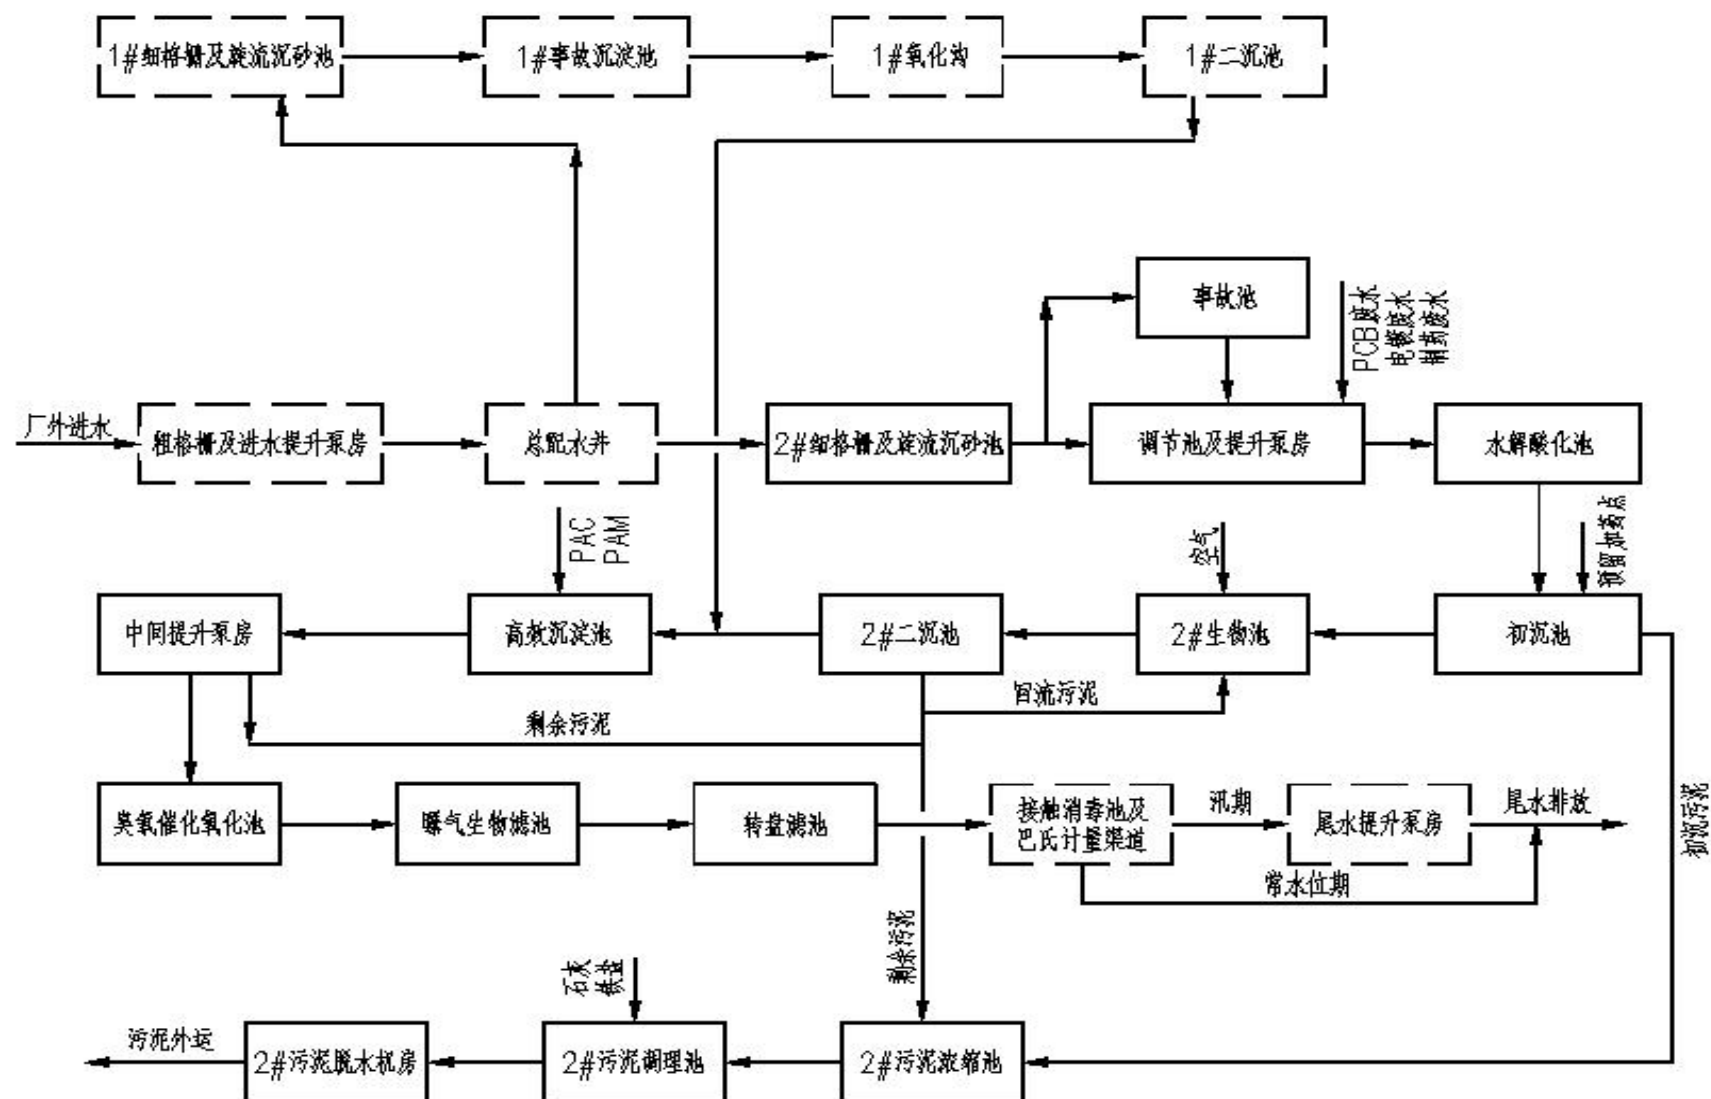 1#细格栅及旋流沉砂池
1#事故沉淀池
1#氧化沟
1#二沉池
事故池
PCB废水
电镀废水
制药废水
厂外进水
粗格栅及进水提升泵房
总配水井
2#细格栅及旋流沉砂池
调节池及提升泵房
水解酸化池
PAC
PAM
空气
预留加药点
中间提升泵房
高效沉淀池
2#二沉池
2#生物池
初沉池
回流污泥
剩余污泥
臭氧催化氧化池
曝气生物滤池
转盘滤池
接触消毒池及
巴氏计量渠道
汛期
尾水提升泵房
尾水排放
初沉污泥
常水位期
剩余污泥
石灰
铁盐
污泥外运
2#污泥脱水机房
2#污泥调理池
2#污泥浓缩池